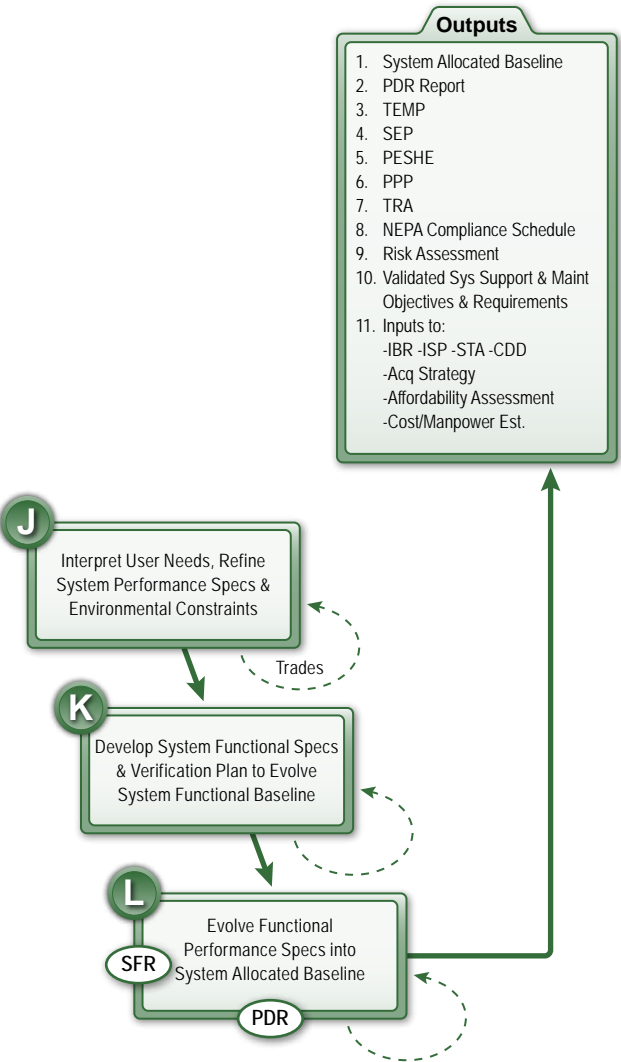 Outputs
1. System Allocated Baseline
2. PDR Report
3. TEMP
4. SEP
5. PESHE
6. PPP
7. TRA
8. NEPA Compliance Schedule
9. Risk Assessment
10. Validated Sys Support & Maint
Objectives & Requirements
11. Inputs to:
-IBR -ISP -STA -CDD
-Acq Strategy
-Affordability Assessment
-Cost/Manpower Est.
J
Interpret User Needs, Refine
System Performance Specs &
Environmental Constraints
Trades
K
Develop System Functional Specs
& Verification Plan to Evolve
System Functional Baseline
L
Evolve Functional
Performance Specs into
System Allocated Baseline
SFR
PDR